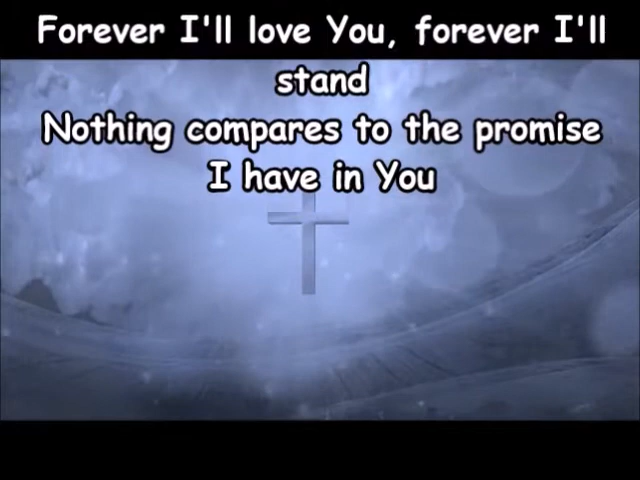 Forever I'll love You, forever I'll
stand
Nothing compares to the promise
I have in You